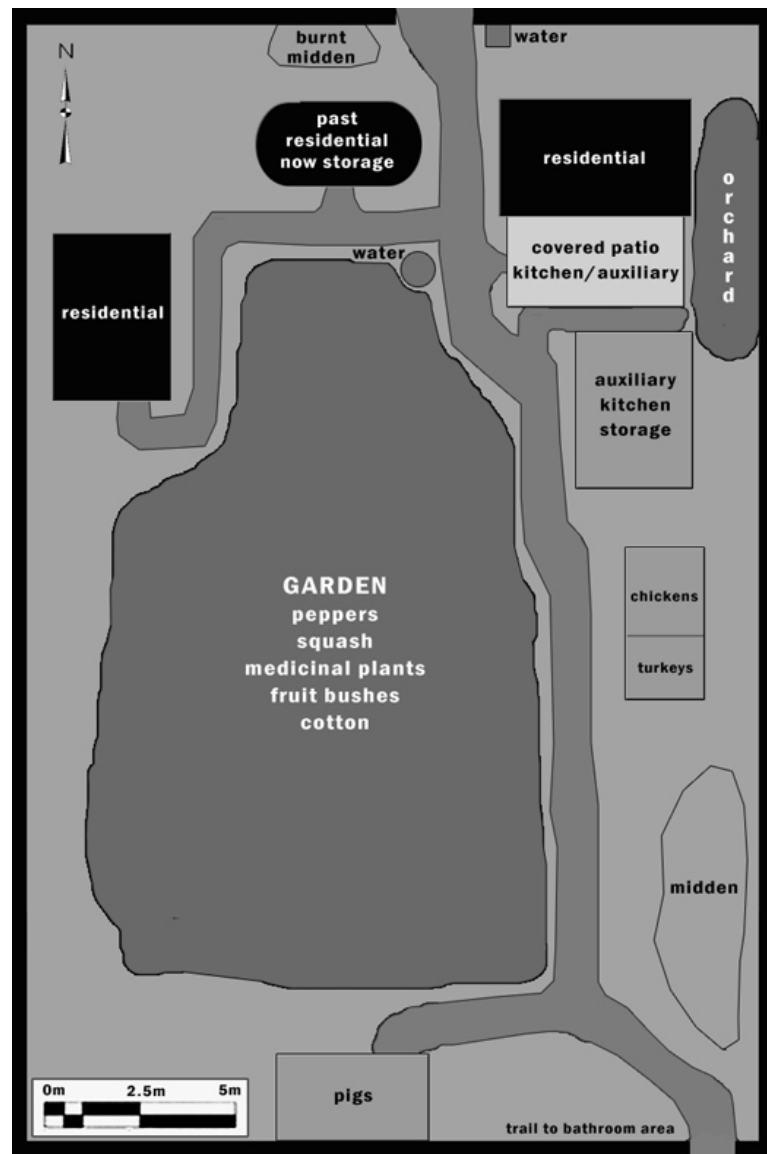 burnt
midden
water
N
past
residential
now storage
residential
orchard
covered patio
kitchen/auxiliary
water
residential
auxiliary
kitchen
storage
GARDEN
peppers
squash
medicinal plants
fruit bushes
cotton
chickens
turkeys
midden
0m 2.5m 5m
pigs
trail to bathroom area